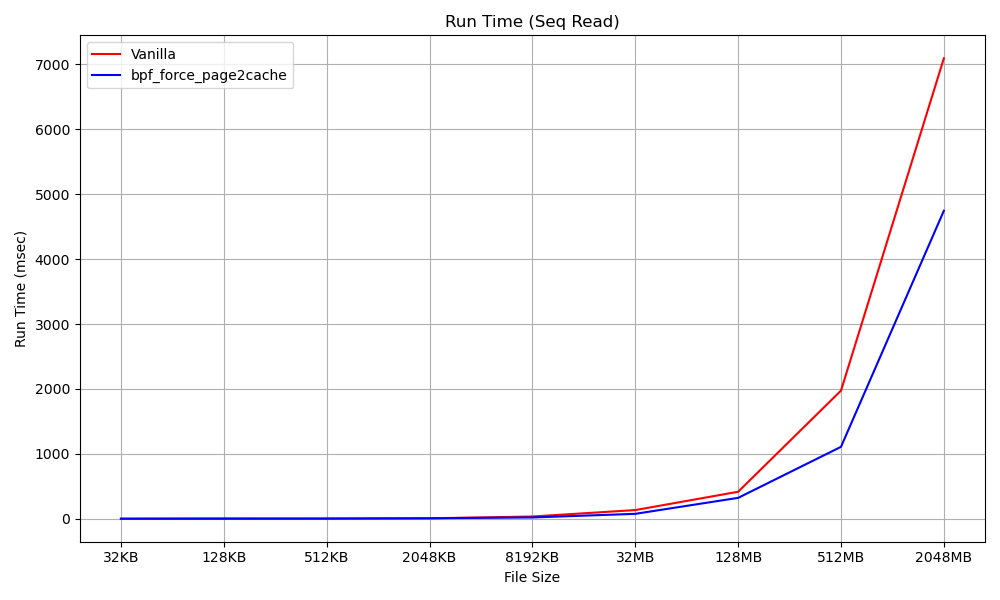 Run Time (Seq Read)
Vanilla
bpf_force_page2cache
Run Time (msec)
7000
6000
5000
4000
3000
2000
1000
0
32KB 128KB 512KB 2048KB 8192KB 32MB 128MB 512MB 2048MB
File Size